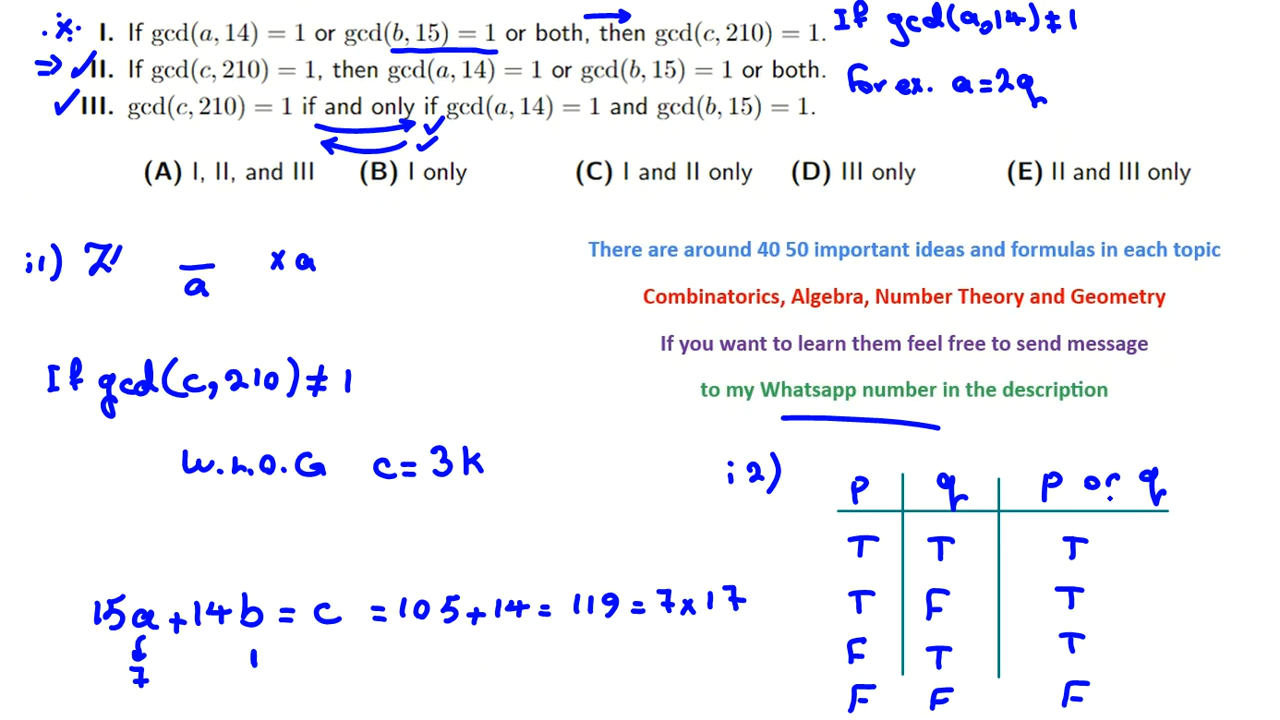 I. If gcd(a, 14) = 1 or gcd(b, 15) = 1 or both, then gcd(c, 210) = 1.
If gcd(a,14) ≠ 1
⇒ ✓II. If gcd(c, 210) = 1, then gcd(a, 14) = 1 or gcd(b, 15) = 1 or both.
For ex. a=2q
✓III. gcd(c, 210) = 1 if and only if gcd(a, 14) = 1 and gcd(b, 15) = 1.
(A) I, II, and III (B) I only (C) I and II only (D) III only (E) II and III only
i1) Z a x a
There are around 40 50 important ideas and formulas in each topic
Combinatorics, Algebra, Number Theory and Geometry
If you want to learn them feel free to send message
to my Whatsapp number in the description
If gcd(c,210) ≠ 1
W.L.O.G c= 3k
i2)
p q p or q
T T T
T F T
F T T
F F F
15a+14b = c = 105+14= 119=7x17
7 1